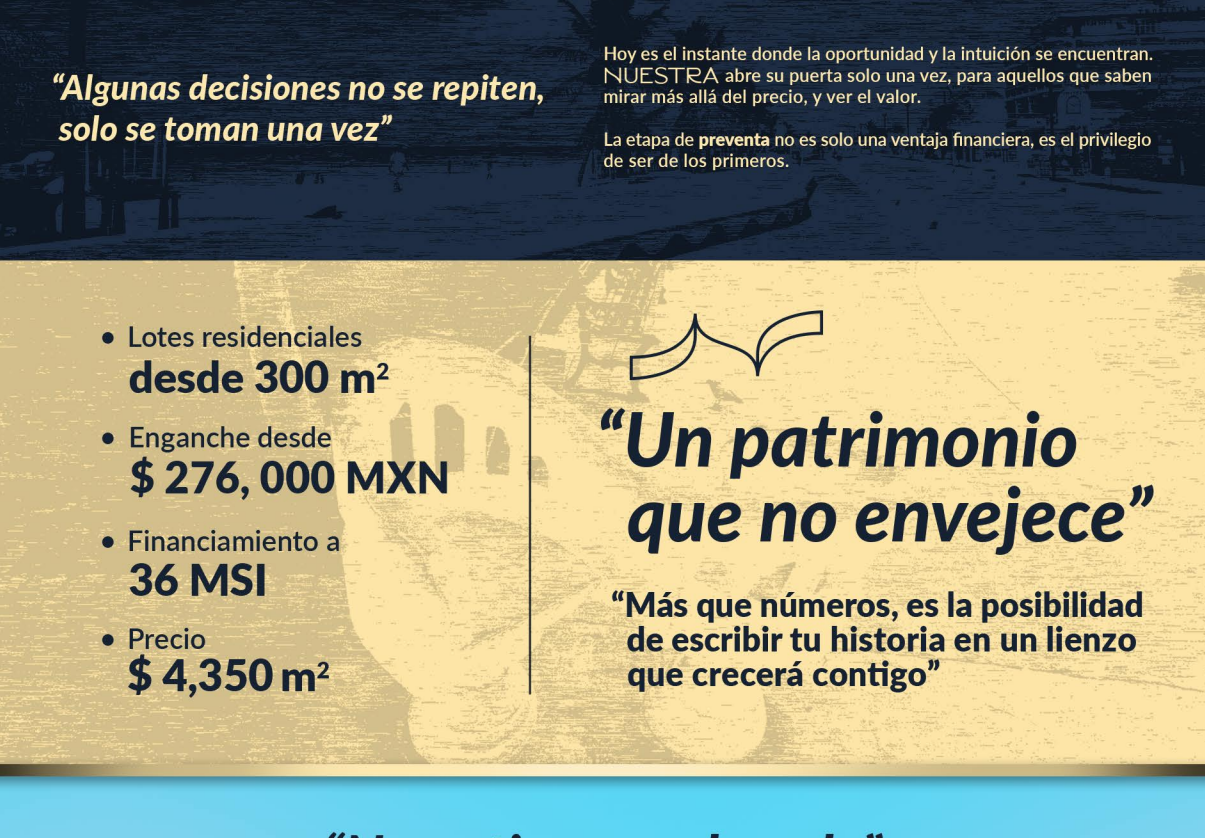 “Algunas decisiones no se repiten,
solo se toman una vez”
Hoy es el instante donde la oportunidad y la intuición se encuentran.
NUESTRA abre su puerta solo una vez, para aquellos que saben
mirar más allá del precio, y ver el valor.
La etapa de preventa no es solo una ventaja financiera, es el privilegio
de ser de los primeros.
• Lotes residenciales
desde 300 m²
• Enganche desde
$ 276, 000 MXN
• Financiamiento a
36 MSI
• Precio
$ 4,350 m²
“Un patrimonio
que no envejece”
“Más que números, es la posibilidad
de escribir tu historia en un lienzo
que crecerá contigo”